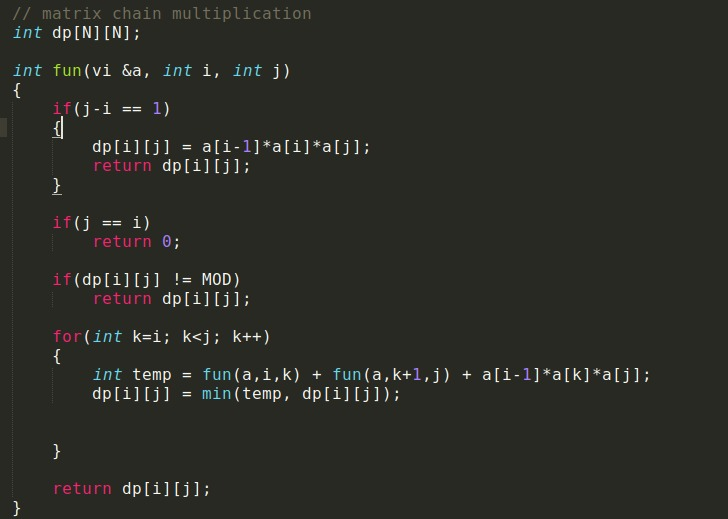 // matrix chain multiplication
int dp[N][N];
int fun(vi &a, int i, int j)
{
if(j-i == 1)
{
dp[i][j] = a[i-1]*a[i]*a[j];
return dp[i][j];
}
if(j == i)
return 0;
if(dp[i][j] != MOD)
return dp[i][j];
for(int k=i; k<j; k++)
{
int temp = fun(a,i,k) + fun(a,k+1,j) + a[i-1]*a[k]*a[j];
dp[i][j] = min(temp, dp[i][j]);
}
return dp[i][j];
}